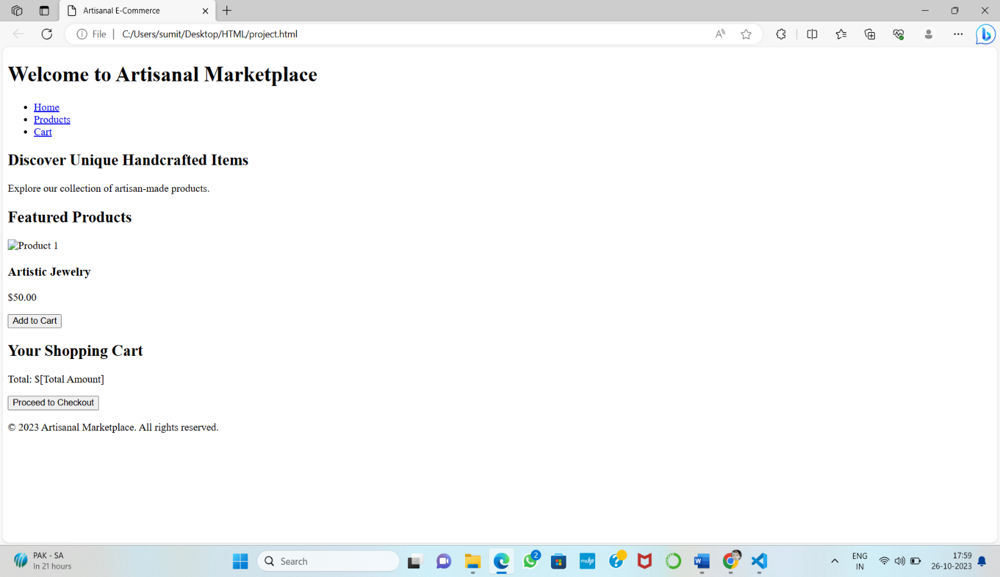 Artisanal E-Commerce
File | C:/Users/sumit/Desktop/HTML/project.html
Welcome to Artisanal Marketplace
• Home
• Products
• Cart
Discover Unique Handcrafted Items
Explore our collection of artisan-made products.
Featured Products
Product 1
Artistic Jewelry
$50.00
Add to Cart
Your Shopping Cart
Total: $[Total Amount]
Proceed to Checkout
© 2023 Artisanal Marketplace. All rights reserved.
PAK - SA
In 21 hours
Search
2
myhp
W
ENG
IN
17:59
26-10-2023